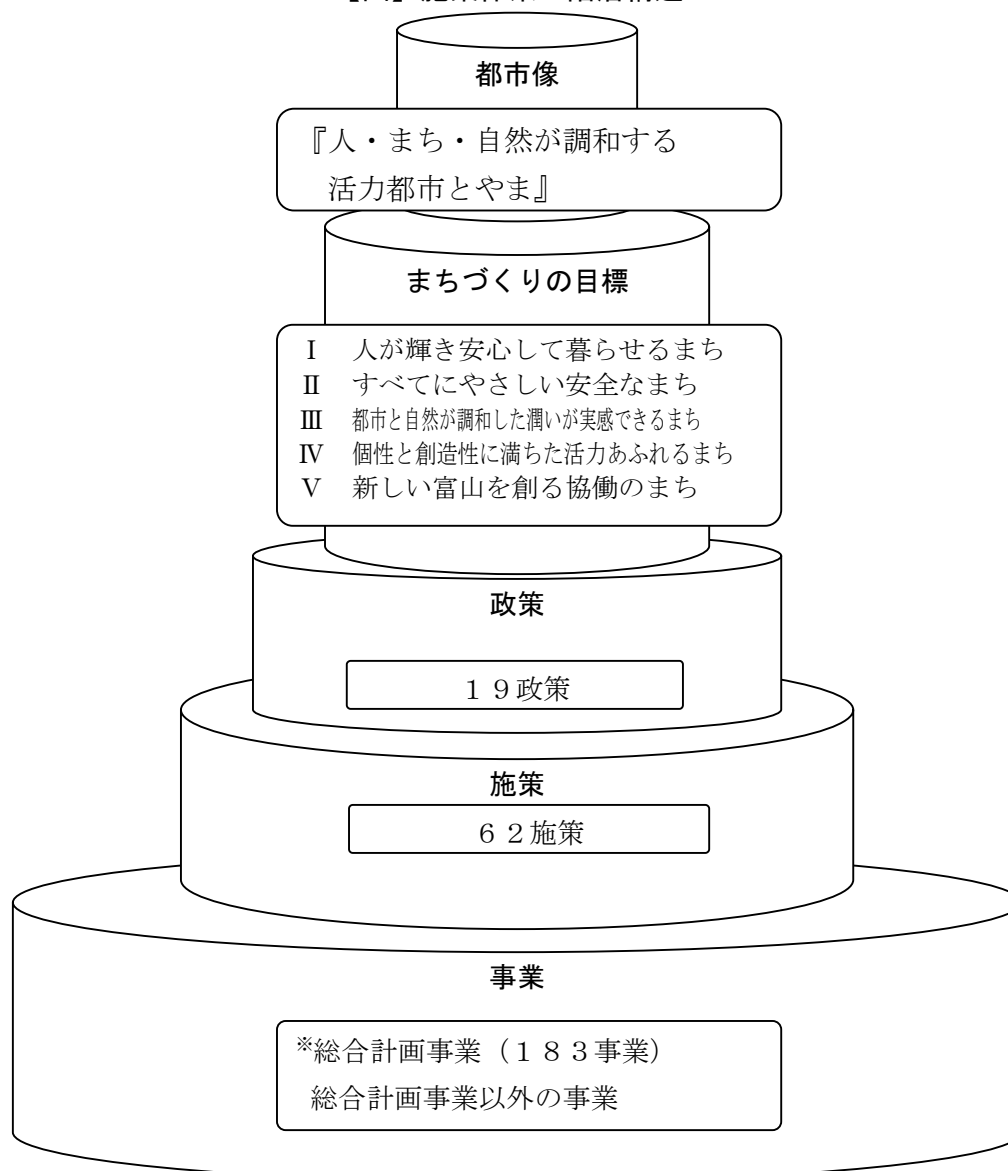 都市像
『人・まち・自然が調和する
活力都市とやま』
まちづくりの目標
Ⅰ 人が輝き安心して暮らせるまち
Ⅱ すべてにやさしい安全なまち
Ⅲ 都市と自然が調和した潤いが実感できるまち
Ⅳ 個性と創造性に満ちた活力あふれるまち
Ⅴ 新しい富山を創る協働のまち
政策
１９政策
施策
６２施策
事業
※総合計画事業（１８３事業）
総合計画事業以外の事業